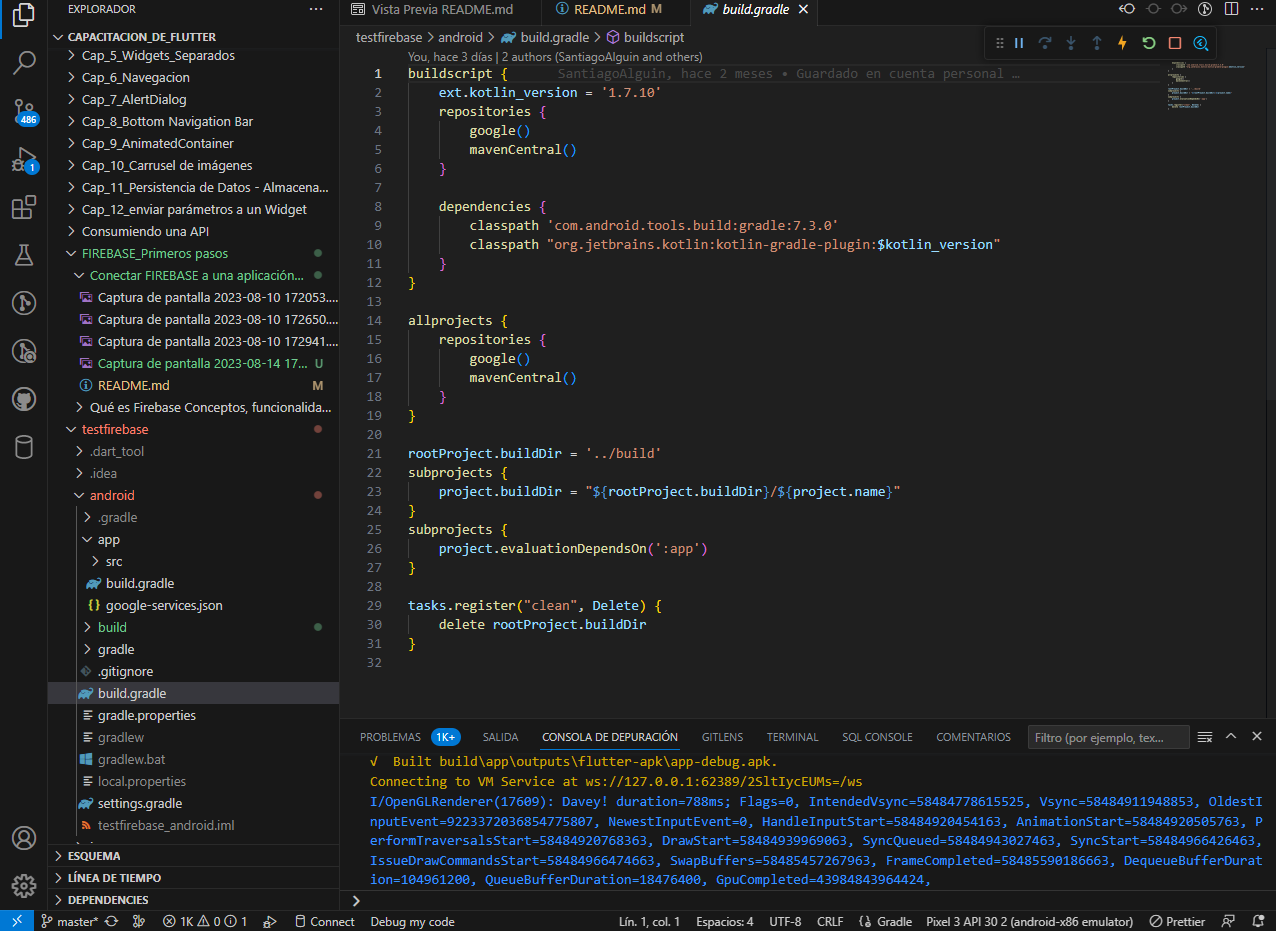 EXPLORADOR
···
CAPACITACION_DE_FLUTTER
Cap_5_Widgets_Separados
Cap_6_Navegacion
Cap_7_AlertDialog
Cap_8_Bottom Navigation Bar
Cap_9_AnimatedContainer
Cap_10_Carrusel de imágenes
Cap_11_Persistencia de Datos - Almacena...
Cap_12_enviar parámetros a un Widget
Consumiendo una API
FIREBASE_Primeros pasos
Conectar FIREBASE a una aplicación...
Captura de pantalla 2023-08-10 172053....
Captura de pantalla 2023-08-10 172650....
Captura de pantalla 2023-08-10 172941....
Captura de pantalla 2023-08-14 17... U
README.md M
Qué es Firebase Conceptos, funcionalida...
testfirebase
.dart_tool
.idea
android
.gradle
app
src
build.gradle
google-services.json
build
gradle
.gitignore
build.gradle
gradle.properties
gradlew
gradlew.bat
local.properties
settings.gradle
testfirebase_android.iml
ESQUEMA
LÍNEA DE TIEMPO
DEPENDENCIES
486
1
Vista Previa README.md
README.md M
build.gradle
testfirebase > android > build.gradle > buildscript
You, hace 3 días | 2 authors (SantiagoAlguin and others)
1 buildscript { SantiagoAlguin, hace 2 meses • Guardado en cuenta personal …
2 ext.kotlin_version = '1.7.10'
3 repositories {
4 google()
5 mavenCentral()
6 }
7
8 dependencies {
9 classpath 'com.android.tools.build:gradle:7.3.0'
10 classpath "org.jetbrains.kotlin:kotlin-gradle-plugin:$kotlin_version"
11 }
12 }
13
14 allprojects {
15 repositories {
16 google()
17 mavenCentral()
18 }
19 }
20
21 rootProject.buildDir = '../build'
22 subprojects {
23 project.buildDir = "${rootProject.buildDir}/${project.name}"
24 }
25 subprojects {
26 project.evaluationDependsOn(':app')
27 }
28
29 tasks.register("clean", Delete) {
30 delete rootProject.buildDir
31 }
32
PROBLEMAS 1K+ SALIDA CONSOLA DE DEPURACIÓN GITLENS TERMINAL SQL CONSOLE COMENTARIOS Filtro (por ejemplo, tex...
√ Built build\app\outputs\flutter-apk\app-debug.apk.
Connecting to VM Service at ws://127.0.0.1:62389/2SltIycEUMs=/ws
I/OpenGLRenderer(17609): Davey! duration=788ms; Flags=0, IntendedVsync=58484778615525, Vsync=58484911948853, OldestI
nputEvent=9223372036854775807, NewestInputEvent=0, HandleInputStart=58484920454163, AnimationStart=58484920505763, P
erformTraversalsStart=58484920768363, DrawStart=58484939969063, SyncQueued=58484943027463, SyncStart=58484966426463,
IssueDrawCommandsStart=58484966474663, SwapBuffers=58485457267963, FrameCompleted=58485590186663, DequeueBufferDurat
ion=104961200, QueueBufferDuration=18476400, GpuCompleted=43984843964424,
master* 1K 0 1 Connect Debug my code Lín. 1, col. 1 Espacios: 4 UTF-8 CRLF Gradle Pixel 3 API 30 2 (android-x86 emulator) Prettier